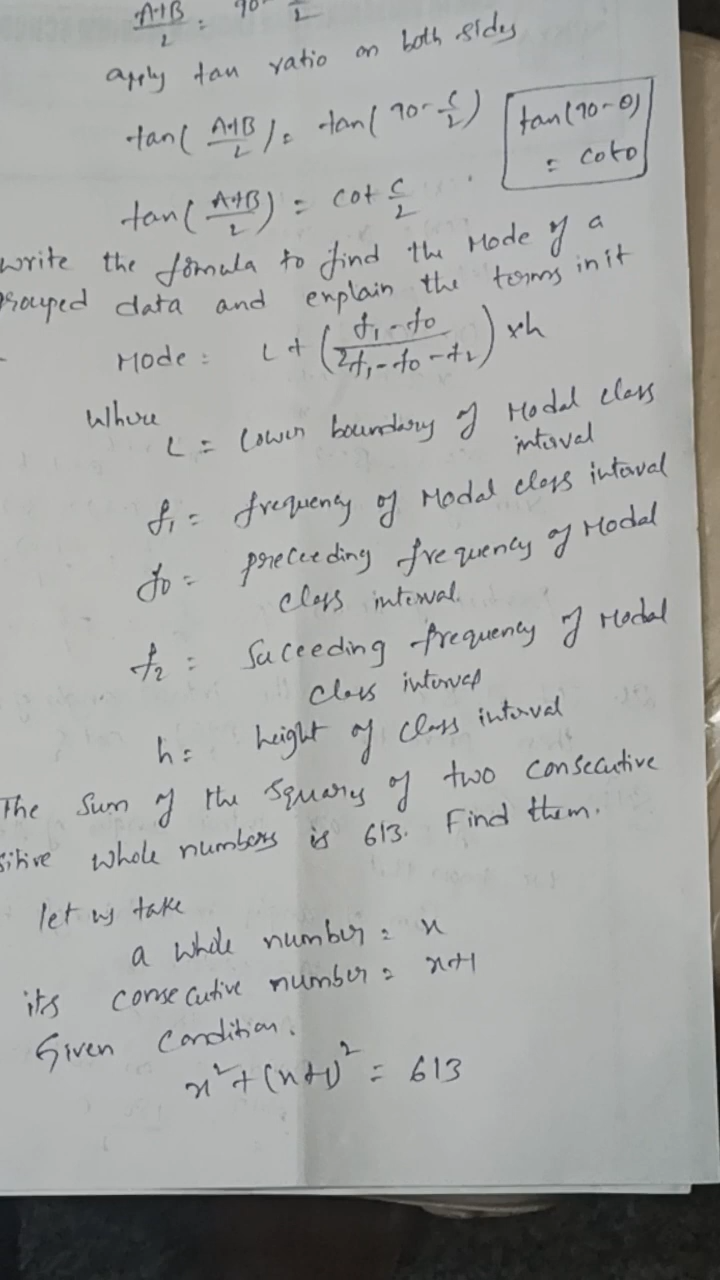 A+B/2 = 90 - C/2
apply tan ratio on both sides
tan( A+B/2 ) = tan( 90 - C/2 )
tan(90-θ)
= cotθ
tan( A+B/2 ) = cot C/2
write the formula to find the Mode of a
grouped data and explain the terms in it
Mode = L + ( f1 - f0 / 2f1 - f0 - f2 ) × h
Where
L = Lower boundary of Modal class
interval
f1 = frequency of Modal class interval
f0 = preceeding frequency of Modal
class interval.
f2 = Suceeding frequency of Modal
Class interval
h = height of class interval
The Sum of the Squares of two consecutive
sitive whole numbers is 613. Find them.
let us take
a whole number = x
its consecutive number = x+1
Given Condition.
x² + (x+1)² = 613